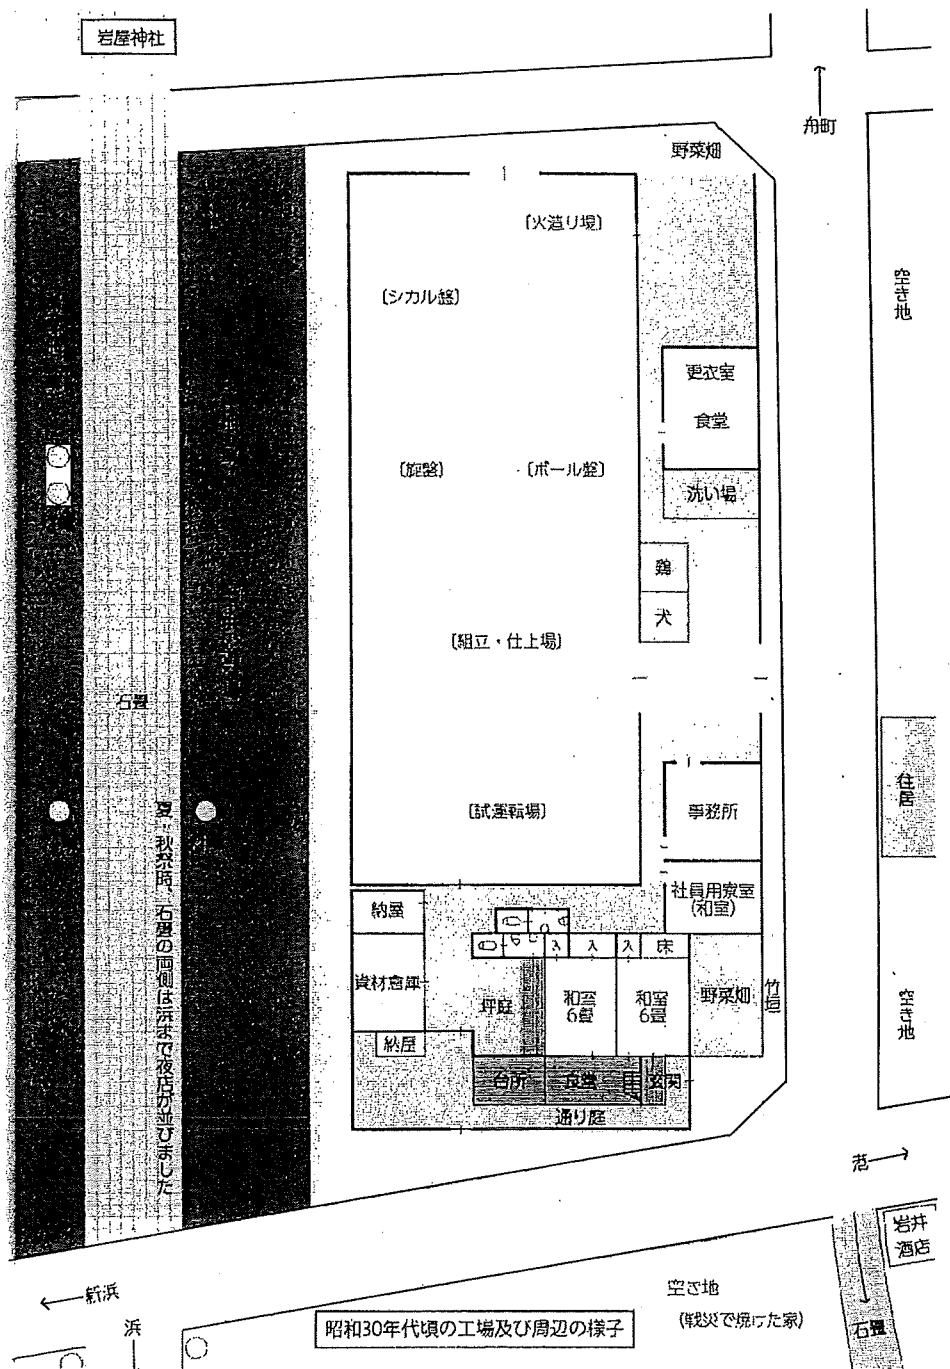 岩屋神社
舟町
野菜畑
〔火造り場〕
〔シカル盤〕
空き地
更衣室
食堂
〔旋盤〕
〔ボール盤〕
洗い場
鶏
犬
〔組立・仕上場〕
石畳
住居
〔試運転場〕
事務所
夏・秋祭時、石畳の両側は浜まで夜店が並びました
社員用寮室
(和室)
納屋
入
入
入
床
資材倉庫
坪庭
和室
6畳
和室
6畳
野菜畑
竹垣
空き地
納屋
台所
食堂
玄関
通り庭
港
岩井
酒店
新浜
浜
空き地
(戦災で焼けた家)
石畳
昭和30年代頃の工場及び周辺の様子